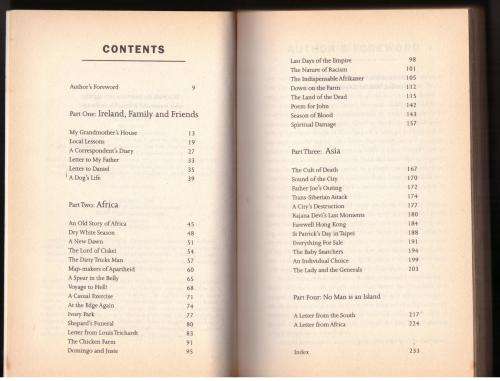 CONTENTS
Author's Foreword 9
Part One: Ireland, Family and Friends
My Grandmother's House 13
Local Lessons 19
A Correspondent's Diary 27
Letter to My Father 33
Letter to Daniel 35
A Dog's Life 39
Part Two: Africa
An Old Story of Africa 45
Dry White Season 48
A New Dawn 51
The Lord of Ciskei 54
The Dirty Tricks Man 57
Map-makers of Apartheid 60
A Spear in the Belly 65
Voyage to Hell! 68
A Casual Exercise 71
At the Edge Again 74
Ivory Park 77
Shepard's Funeral 80
Letter from Louis Trichardt 83
The Chicken Farm 91
Domingo and Josie 95
Last Days of the Empire 98
The Nature of Racism 101
The Indispensable Afrikaner 105
Down on the Farm 112
The Land of the Dead 115
Poem for John 142
Season of Blood 143
Spiritual Damage 157
Part Three: Asia
The Cult of Death 167
Sound of the City 170
Father Joe's Outing 172
Trans-Siberian Attack 174
A City's Destruction 177
Rajana Devi's Last Moments 180
Farewell Hong Kong 184
St Patrick's Day in Taipei 188
Everything For Sale 191
The Baby Snatchers 194
An Individual Choice 199
The Lady and the Generals 203
Part Four: No Man is an Island
A Letter from the South 217
A Letter from Africa 224
Index 233